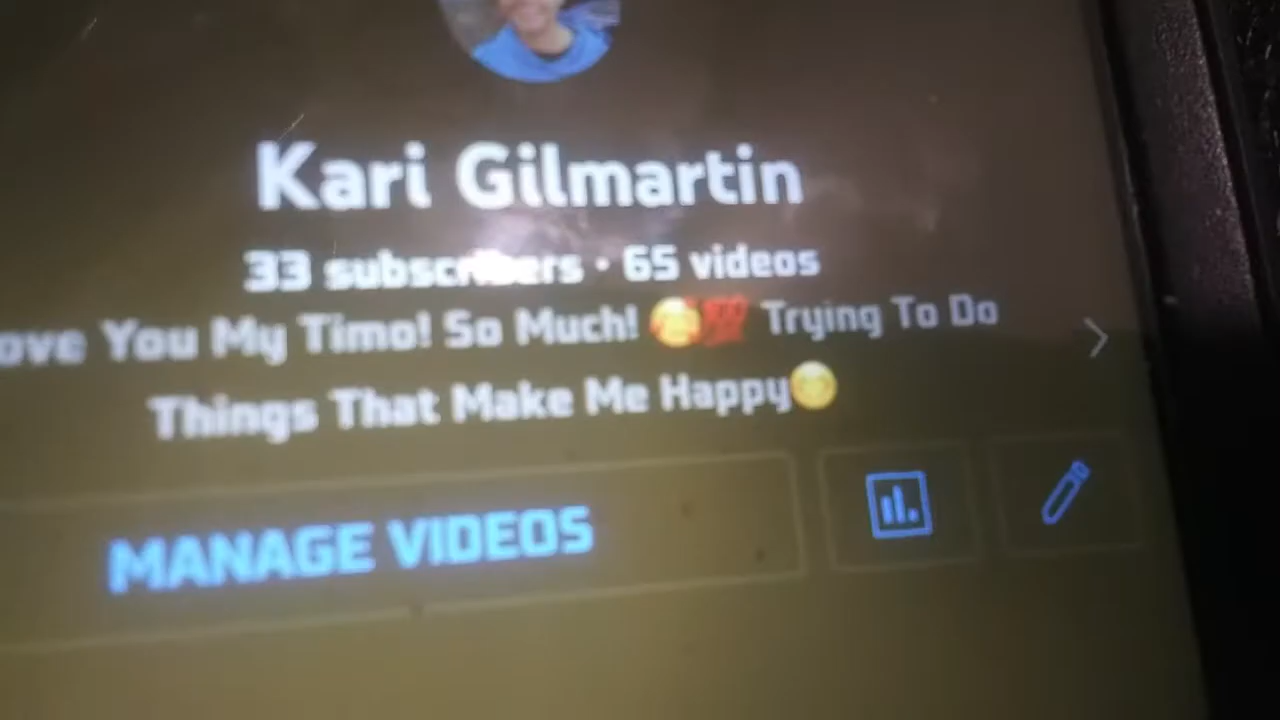 Kari Gilmartin
33 subscribers · 65 videos
ove You My Timo! So Much! 🥰💯 Trying To Do
Things That Make Me Happy😊
MANAGE VIDEOS